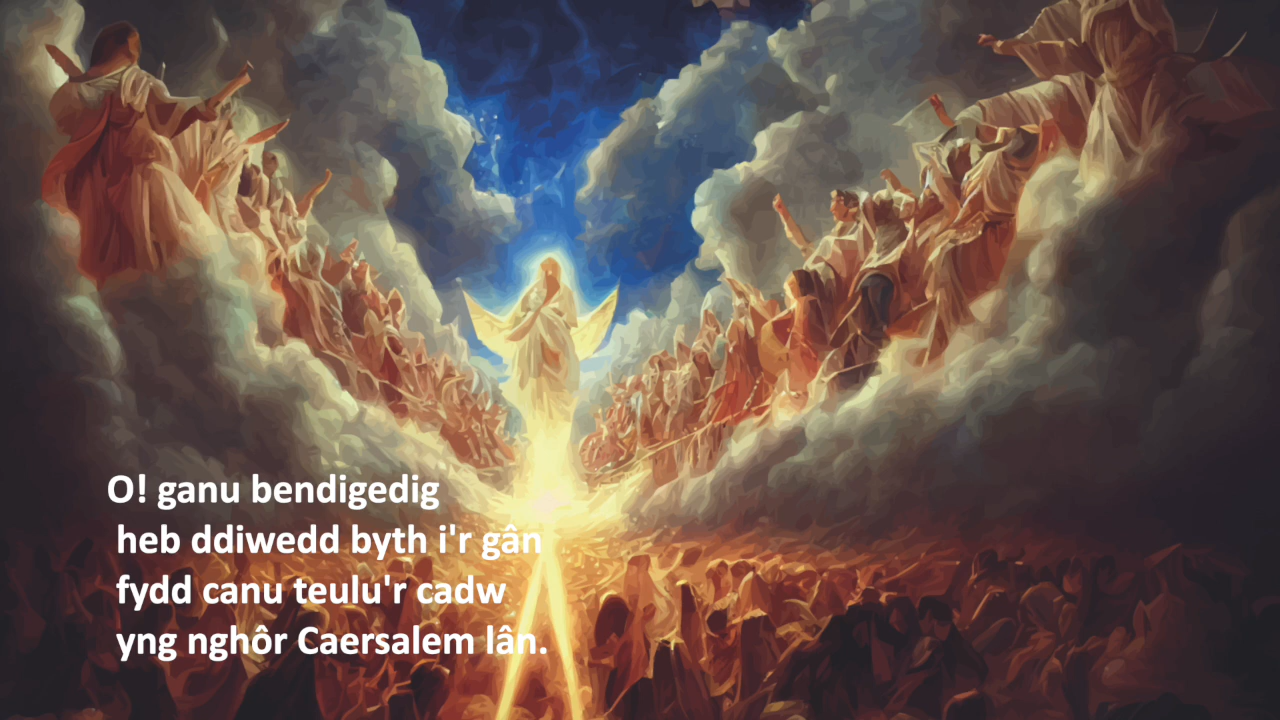 O! ganu bendigedig
heb ddiwedd byth i'r gân
fydd canu teulu'r cadw
yng nghôr Caersalem lân.